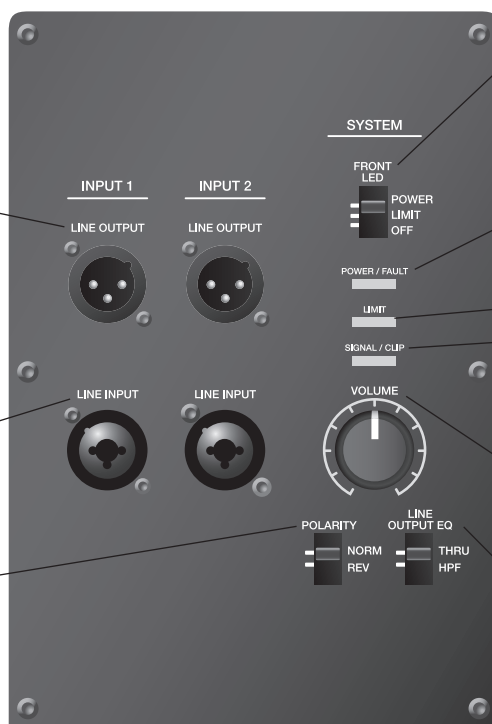 SYSTEM
FRONT
LED
POWER
LIMIT
OFF
INPUT 1
INPUT 2
LINE OUTPUT
LINE OUTPUT
POWER / FAULT
LIMIT
SIGNAL / CLIP
LINE INPUT
LINE INPUT
VOLUME
POLARITY
NORM
REV
LINE
OUTPUT EQ
THRU
HPF